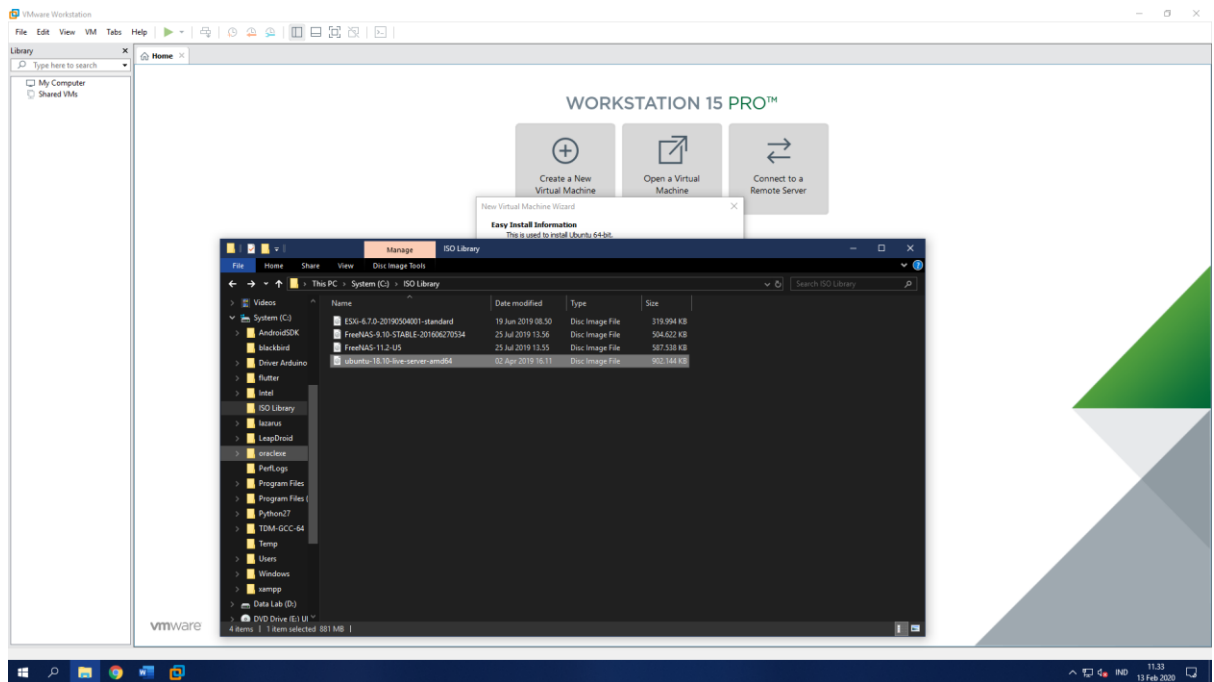 VMware Workstation
File Edit View VM Tabs Help
Library
Type here to search
My Computer
Shared VMs
Home
WORKSTATION 15 PRO™
Create a New
Virtual Machine
Open a Virtual
Machine
Connect to a
Remote Server
New Virtual Machine Wizard
Easy Install Information
This is used to install Ubuntu 64-bit.
Manage ISO Library
File Home Share View Disc Image Tools
This PC › System (C:) › ISO Library
Search ISO Library
Videos
System (C:)
AndroidSDK
blackbird
Driver Arduino
flutter
Intel
ISO Library
lazarus
LeapDroid
oraclexe
PerfLogs
Program Files
Program Files (
Python27
TDM-GCC-64
Temp
Users
Windows
xampp
Data Lab (D:)
DVD Drive (E:) UI
Name Date modified Type Size
ESXi-6.7.0-20190504001-standard 19 Jun 2019 08.50 Disc Image File 319.994 KB
FreeNAS-9.10-STABLE-201606270534 25 Jul 2019 13.56 Disc Image File 504.622 KB
FreeNAS-11.2-U5 25 Jul 2019 13.55 Disc Image File 587.538 KB
ubuntu-18.10-live-server-amd64 02 Apr 2019 16.11 Disc Image File 902.144 KB
4 items 1 item selected 881 MB
vmware
IND
11.33
13 Feb 2020